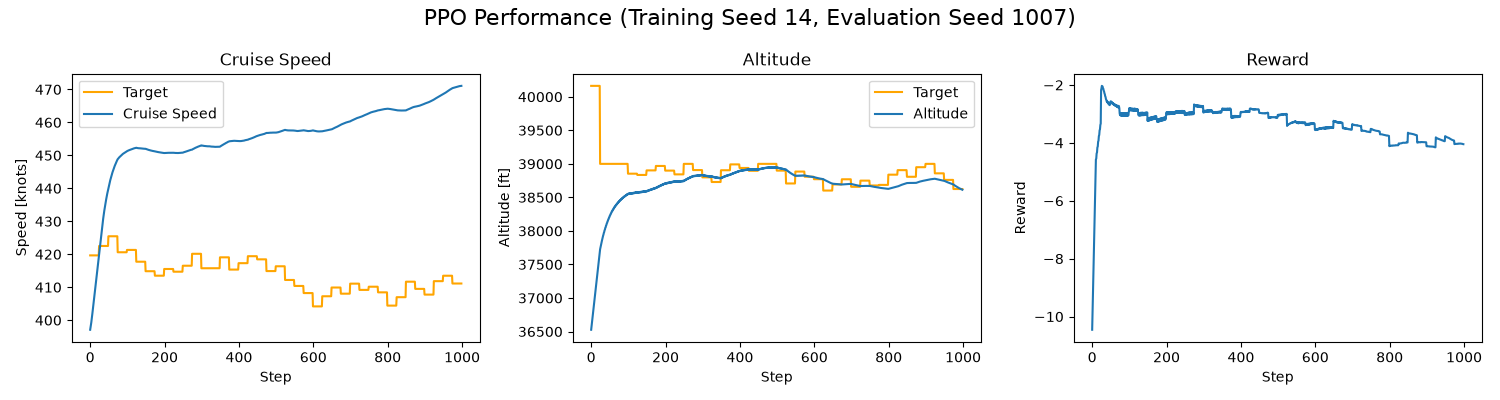 PPO Performance (Training Seed 14, Evaluation Seed 1007)
Cruise Speed
Speed [knots]
470
460
450
440
430
420
410
400
Target
Cruise Speed
0 200 400 600 800 1000
Step
Altitude
Altitude [ft]
40000
39500
39000
38500
38000
37500
37000
36500
Target
Altitude
0 200 400 600 800 1000
Step
Reward
Reward
−2
−4
−6
−8
−10
0 200 400 600 800 1000
Step